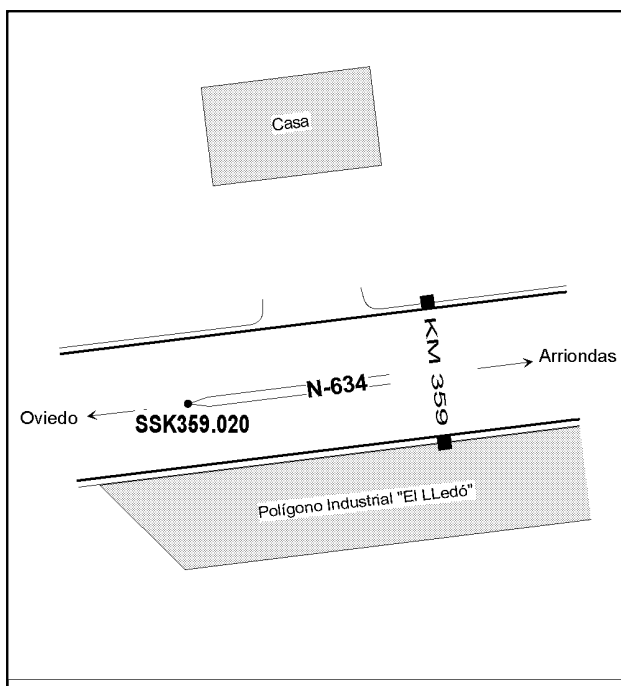 Casa
KM 359
Arriondas
N-634
Oviedo
SSK359.020
Polígono Industrial "El LLedó"